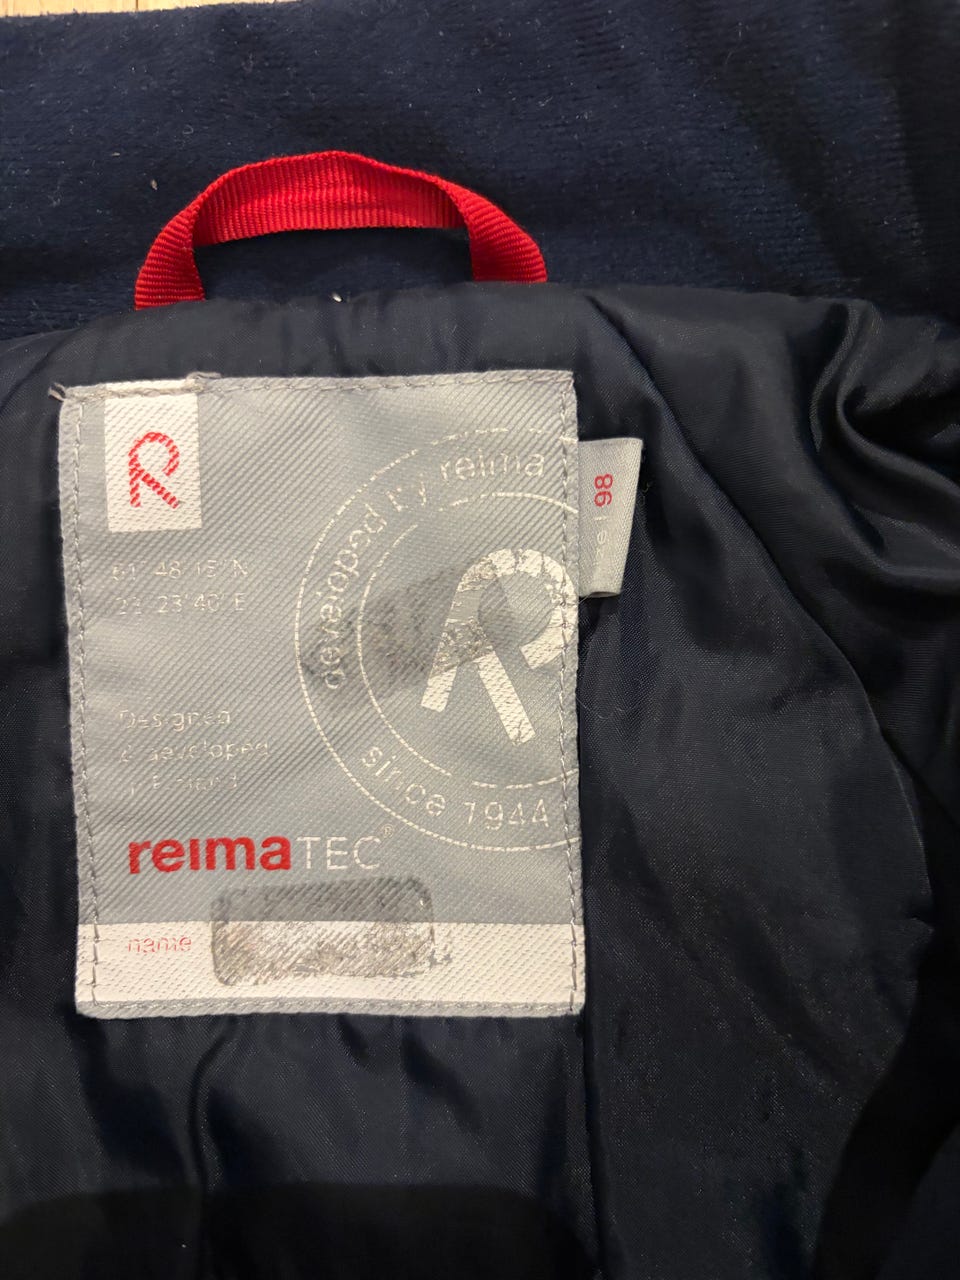 developed by reima
98
61° 48' 15" N
23° 23' 40" E
Designed
& developed
in Finland
since 1944
reimaTEC®
name